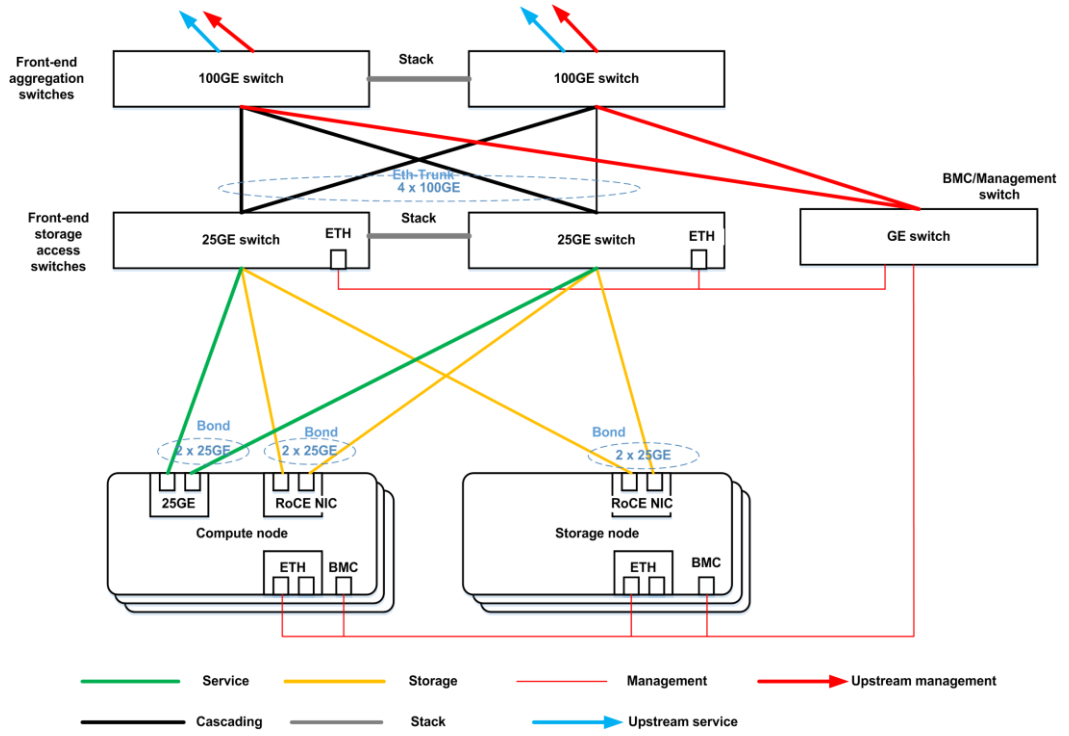 Front-end
aggregation
switches
100GE switch
Stack
100GE switch
Eth-Trunk
4 x 100GE
BMC/Management
switch
Front-end
storage
access
switches
25GE switch
ETH
Stack
25GE switch
ETH
GE switch
Bond
2 x 25GE
Bond
2 x 25GE
Bond
2 x 25GE
25GE
RoCE NIC
RoCE NIC
Compute node
Storage node
ETH
BMC
ETH
BMC
Service
Storage
Management
Upstream management
Cascading
Stack
Upstream service